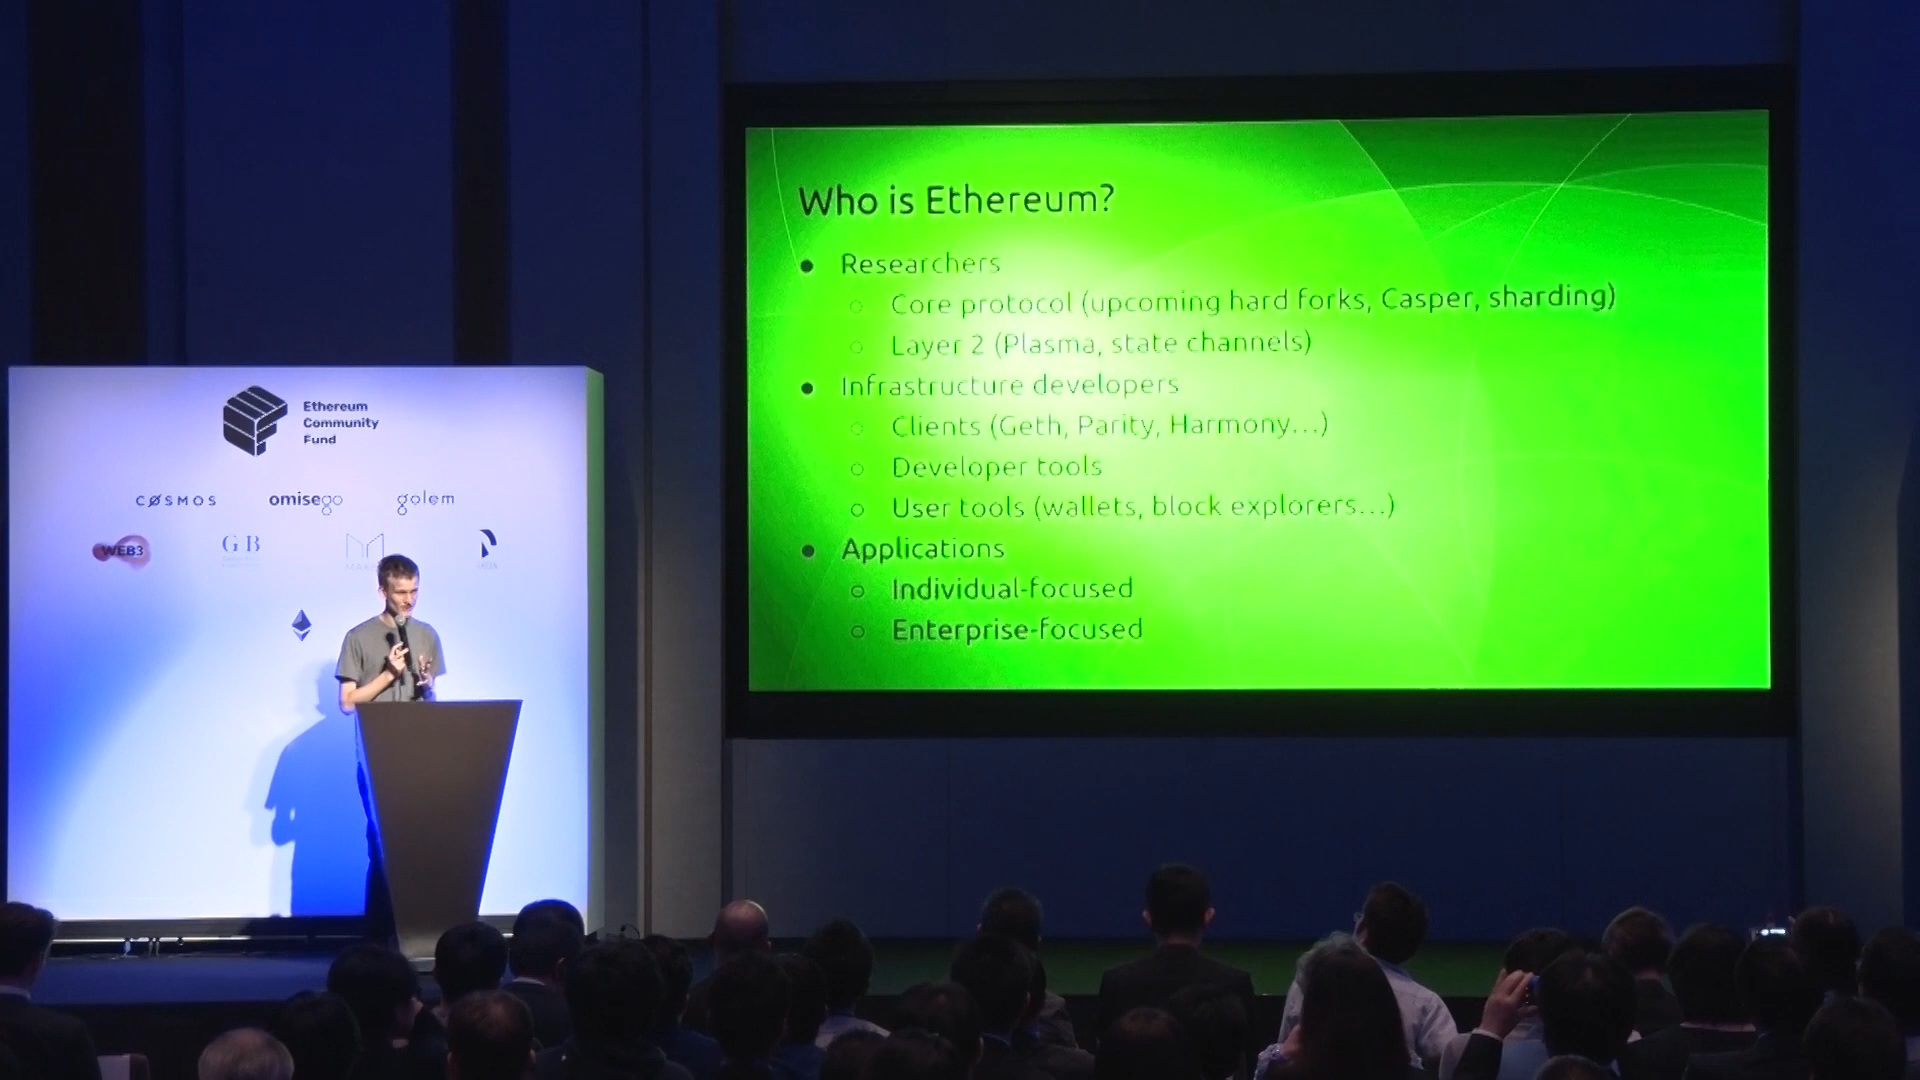 Who is Ethereum?
● Researchers
○ Core protocol (upcoming hard forks, Casper, sharding)
○ Layer 2 (Plasma, state channels)
● Infrastructure developers
○ Clients (Geth, Parity, Harmony...)
○ Developer tools
○ User tools (wallets, block explorers...)
● Applications
○ Individual-focused
○ Enterprise-focused
Ethereum
Community
Fund
CØSMOS omisego golem
WEB3 GB